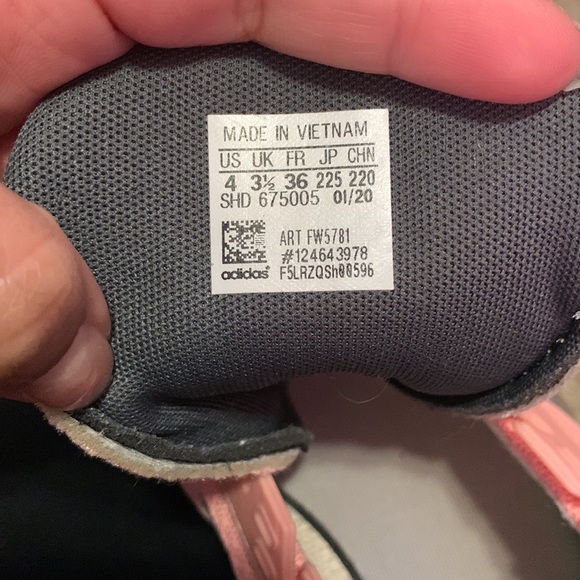 MADE IN VIETNAM
US UK FR JP CHN
4 3½ 36 225 220
SHD 675005 01/20
ART FW5781
#124643978
adidas F5LRZQSh00596